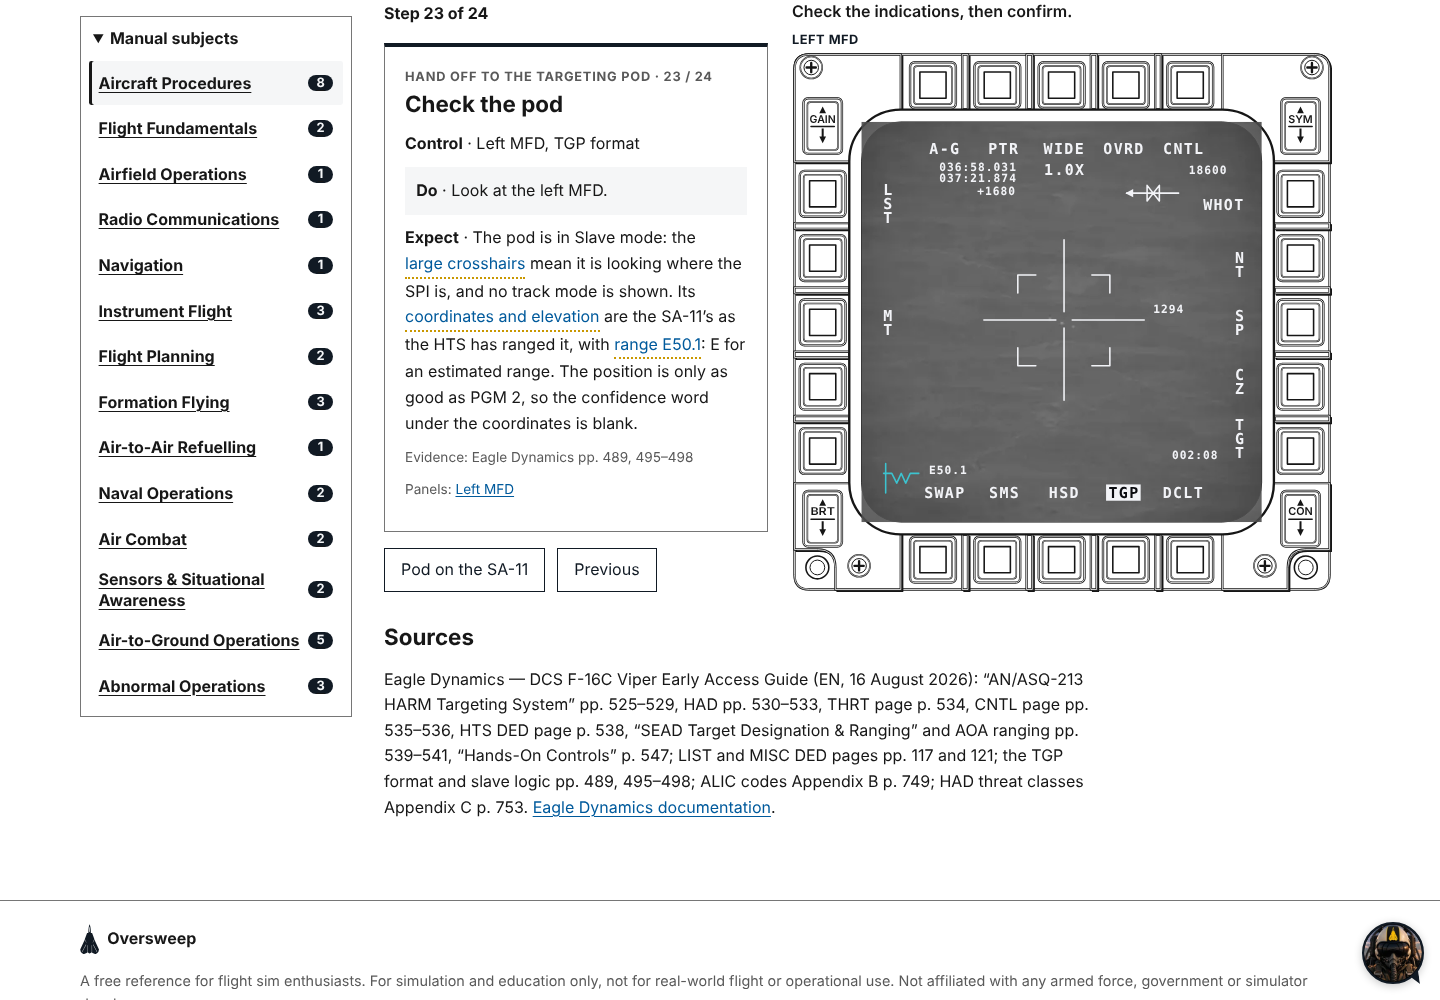 ▼ Manual subjects
Aircraft Procedures 8
Flight Fundamentals 2
Airfield Operations 1
Radio Communications 1
Navigation 1
Instrument Flight 3
Flight Planning 2
Formation Flying 3
Air-to-Air Refuelling 1
Naval Operations 2
Air Combat 2
Sensors & Situational
Awareness 2
Air-to-Ground Operations 5
Abnormal Operations 3
Step 23 of 24
HAND OFF TO THE TARGETING POD · 23 / 24
Check the pod
Control · Left MFD, TGP format
Do · Look at the left MFD.
Expect · The pod is in Slave mode: the
large crosshairs mean it is looking where the
SPI is, and no track mode is shown. Its
coordinates and elevation are the SA-11’s as
the HTS has ranged it, with range E50.1: E for
an estimated range. The position is only as
good as PGM 2, so the confidence word
under the coordinates is blank.
Evidence: Eagle Dynamics pp. 489, 495–498
Panels: Left MFD
Pod on the SA-11
Previous
Check the indications, then confirm.
LEFT MFD
GAIN
SYM
A-G PTR WIDE OVRD CNTL
036:58.031
037:21.874
+1680
1.0X
18600
LST
WHOT
NT
MT
1294
SP
CZ
TGT
002:08
E50.1
SWAP SMS HSD TGP DCLT
BRT
CON
Sources
Eagle Dynamics — DCS F-16C Viper Early Access Guide (EN, 16 August 2026): “AN/ASQ-213
HARM Targeting System” pp. 525–529, HAD pp. 530–533, THRT page p. 534, CNTL page pp.
535–536, HTS DED page p. 538, “SEAD Target Designation & Ranging” and AOA ranging pp.
539–541, “Hands-On Controls” p. 547; LIST and MISC DED pages pp. 117 and 121; the TGP
format and slave logic pp. 489, 495–498; ALIC codes Appendix B p. 749; HAD threat classes
Appendix C p. 753. Eagle Dynamics documentation.
Oversweep
A free reference for flight sim enthusiasts. For simulation and education only, not for real-world flight or operational use. Not affiliated with any armed force, government or simulator